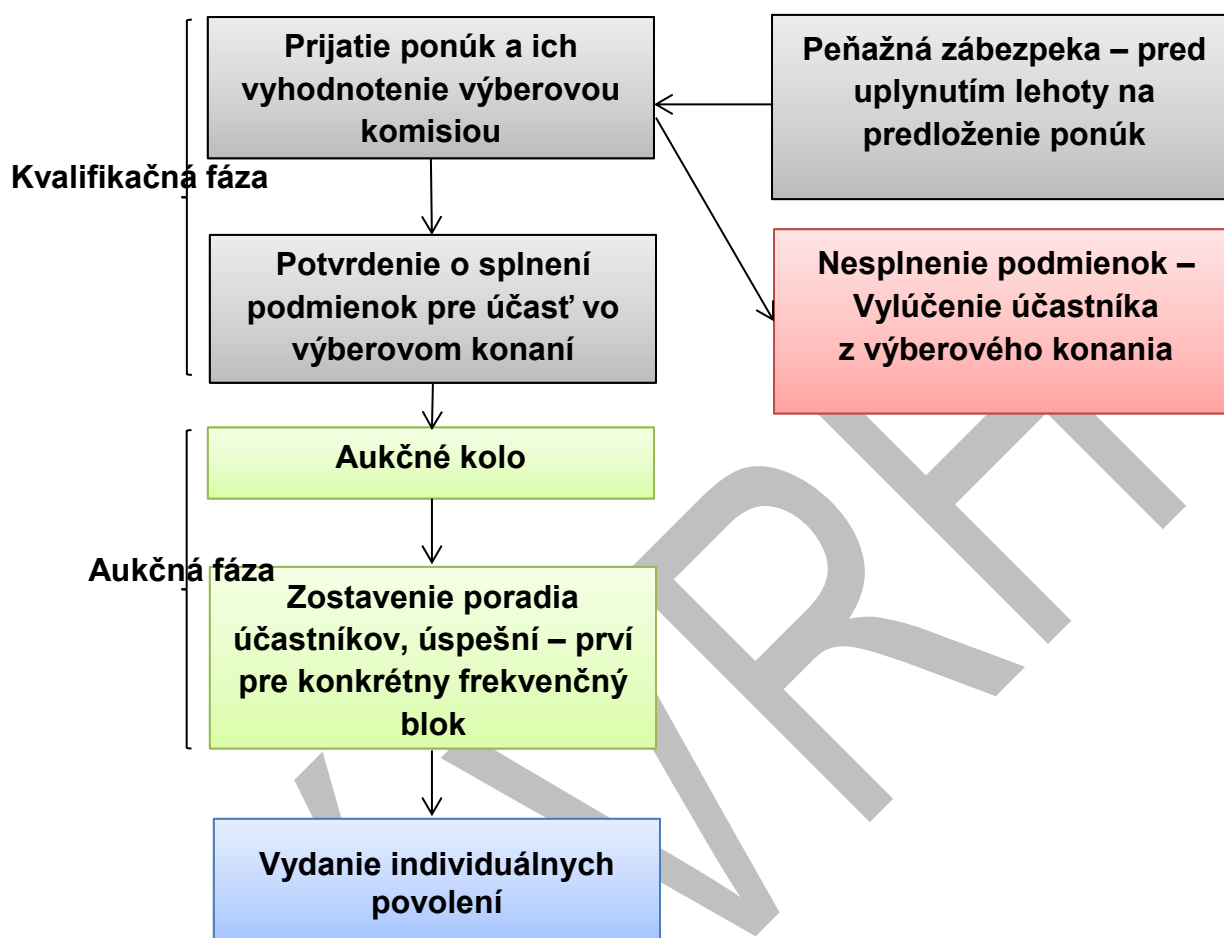 Prijatie ponúk a ich
vyhodnotenie výberovou
komisiou
Peňažná zábezpeka – pred
uplynutím lehoty na
predloženie ponúk
Kvalifikačná fáza
Potvrdenie o splnení
podmienok pre účasť vo
výberovom konaní
Nesplnenie podmienok –
Vylúčenie účastníka
z výberového konania
Aukčné kolo
Aukčná fáza
Zostavenie poradia
účastníkov, úspešní – prví
pre konkrétny frekvenčný
blok
Vydanie individuálnych
povolení